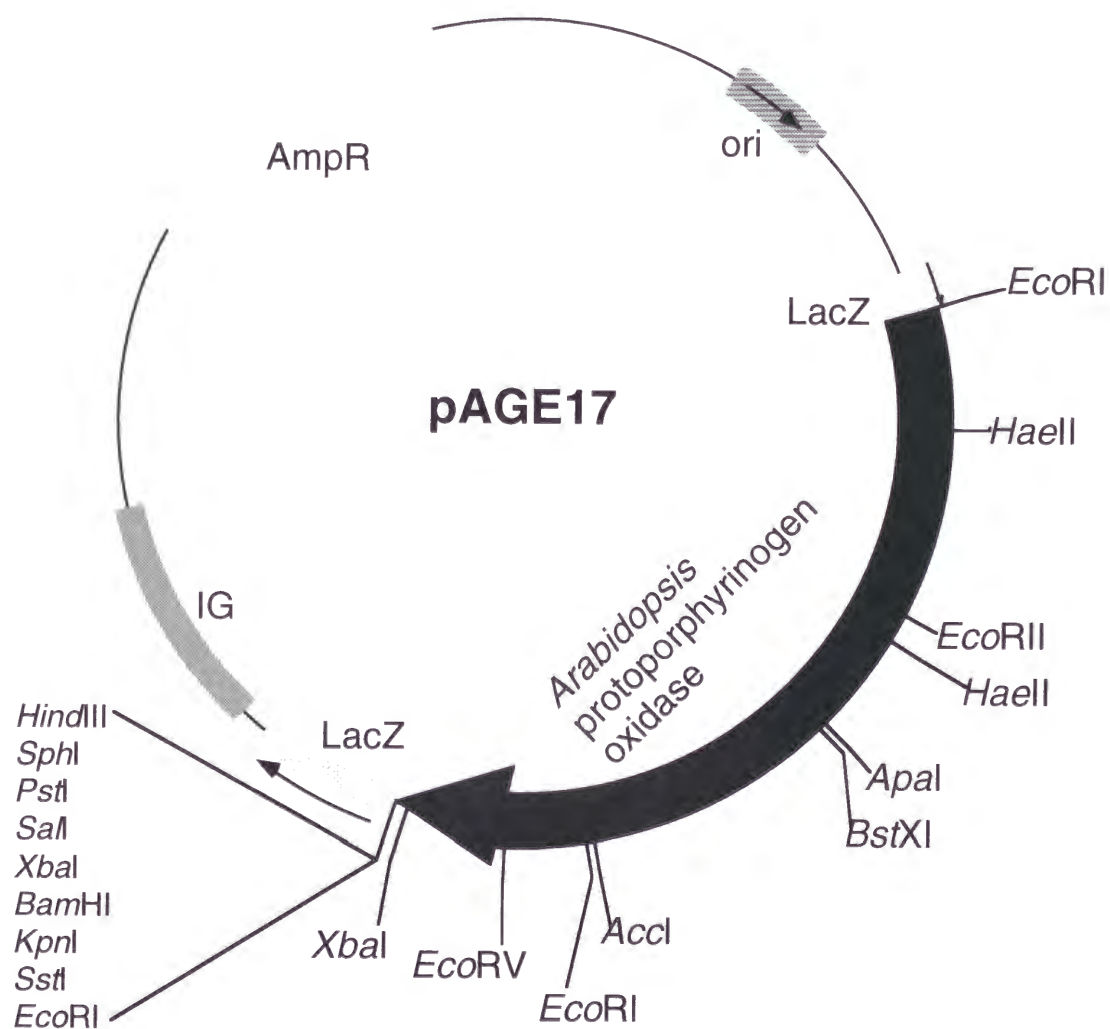 AmpR
ori
LacZ
EcoRI
pAGE17
HaeII
Arabidopsis
protoporphyrinogen
oxidase
EcoRII
HaeII
IG
ApaI
BstXI
LacZ
HindIII
SphI
PstI
SalI
XbaI
BamHI
KpnI
SstI
EcoRI
XbaI
EcoRV
EcoRI
AccI